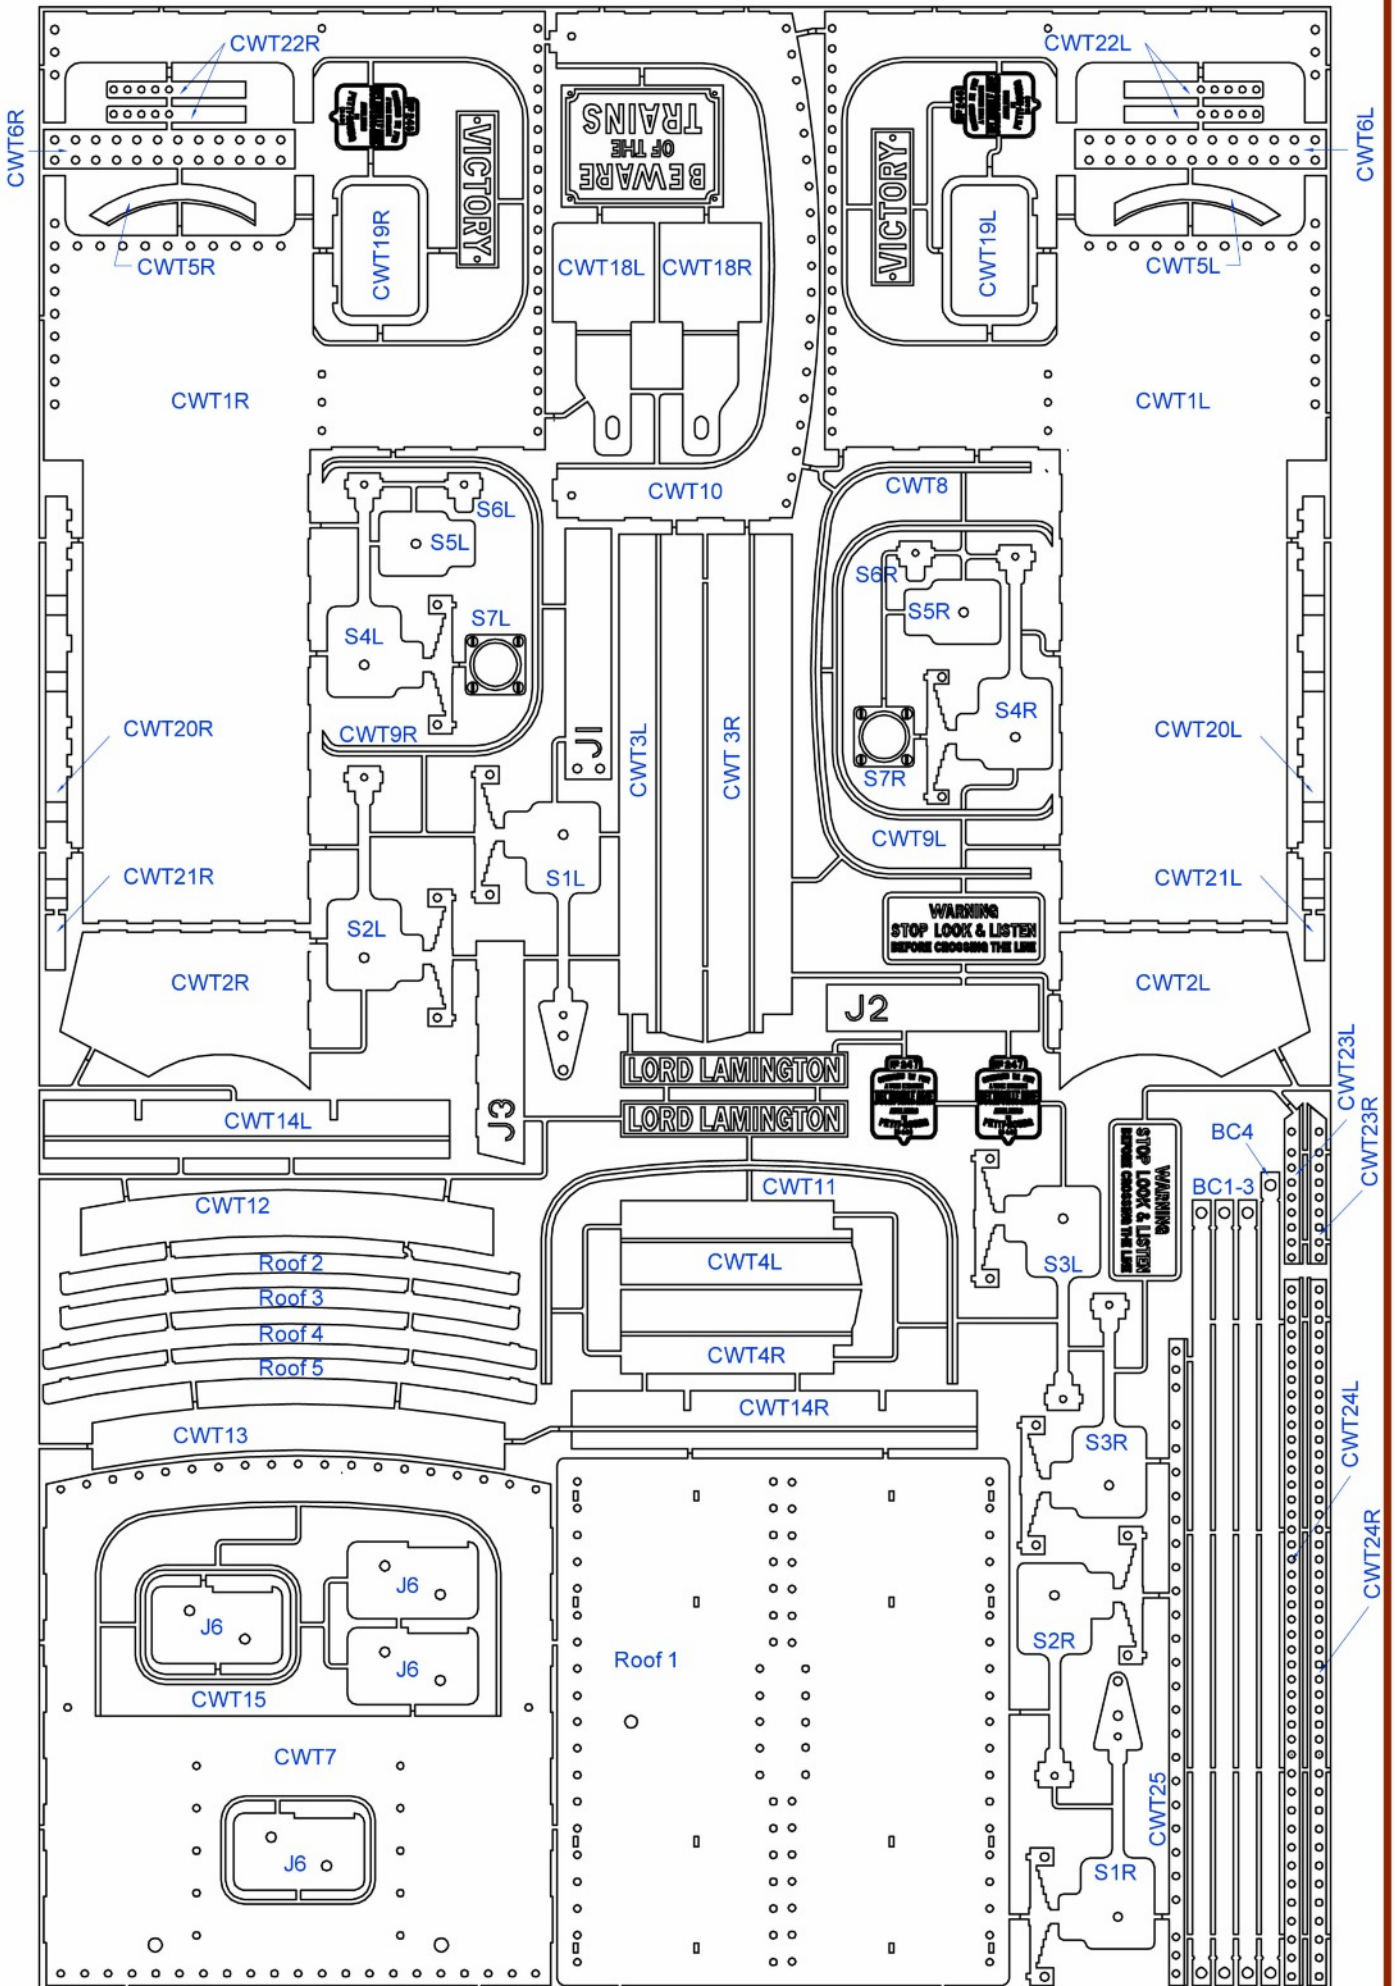 CWT22R
CWT22L
CWT6R
CWT6L
VICTORY
BEWARE
OF THE
TRAINS
VICTORY
CWT19R
CWT19L
CWT5R
CWT18L
CWT18R
CWT5L
CWT1R
CWT1L
CWT10
CWT8
S6L
S5L
S6R
S5R
S4L
S7L
S4R
CWT20R
CWT9R
J1
CWT3L
CWT 3R
S7R
CWT20L
CWT9L
CWT21R
S1L
CWT21L
S2L
WARNING
STOP LOOK & LISTEN
BEFORE CROSSING THE LINE
CWT2R
CWT2L
J2
CWT23L
LORD LAMINGTON
LORD LAMINGTON
J3
CWT14L
CWT23R
BC4
WARNING
STOP LOOK & LISTEN
BEFORE CROSSING THE LINE
CWT11
BC1-3
CWT12
Roof 2
CWT4L
S3L
Roof 3
Roof 4
CWT4R
Roof 5
CWT14R
CWT24L
CWT13
S3R
CWT24R
J6
J6
J6
S2R
Roof 1
CWT15
CWT7
CWT25
J6
S1R